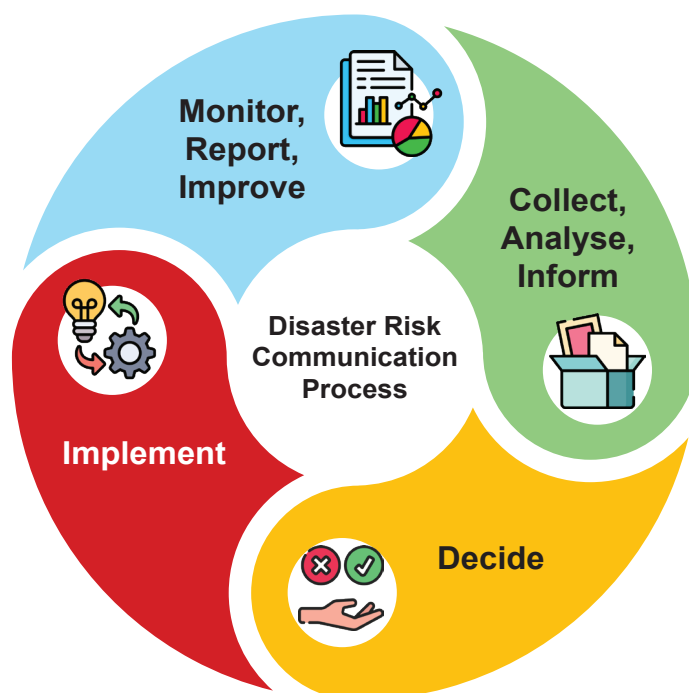 Monitor,
Report,
Improve
Collect,
Analyse,
Inform
Disaster Risk
Communication
Process
Implement
Decide